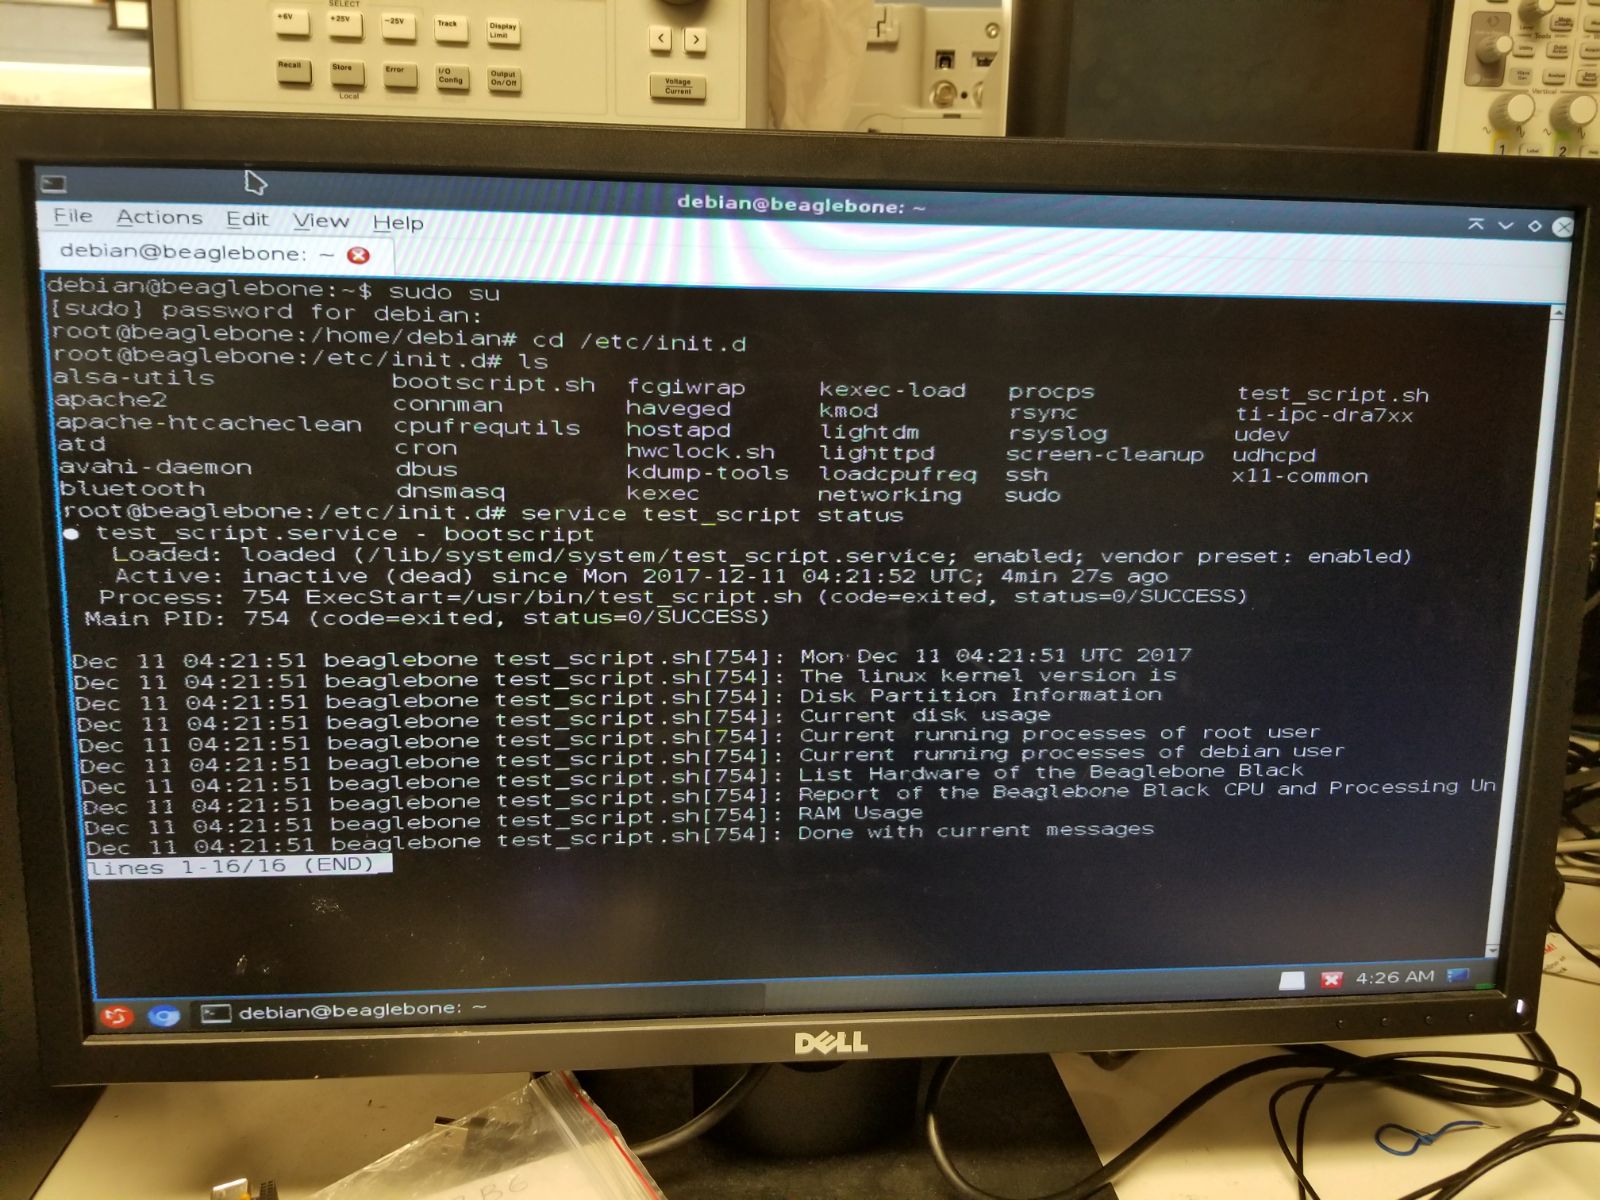 SELECT
+6V +25V -25V Track Display Limit
Recall Store Error I/O Config Output On/Off
Local
< >
Voltage Current
Vertical
1 Label 2
debian@beaglebone: ~
File Actions Edit View Help
debian@beaglebone: ~
debian@beaglebone:~$ sudo su
[sudo] password for debian:
root@beaglebone:/home/debian# cd /etc/init.d
root@beaglebone:/etc/init.d# ls
alsa-utils bootscript.sh fcgiwrap kexec-load procps test_script.sh
apache2 connman haveged kmod rsync ti-ipc-dra7xx
apache-htcacheclean cpufrequtils hostapd lightdm rsyslog udev
atd cron hwclock.sh lighttpd screen-cleanup udhcpd
avahi-daemon dbus kdump-tools loadcpufreq ssh x11-common
bluetooth dnsmasq kexec networking sudo
root@beaglebone:/etc/init.d# service test_script status
● test_script.service - bootscript
Loaded: loaded (/lib/systemd/system/test_script.service; enabled; vendor preset: enabled)
Active: inactive (dead) since Mon 2017-12-11 04:21:52 UTC; 4min 27s ago
Process: 754 ExecStart=/usr/bin/test_script.sh (code=exited, status=0/SUCCESS)
Main PID: 754 (code=exited, status=0/SUCCESS)
Dec 11 04:21:51 beaglebone test_script.sh[754]: Mon Dec 11 04:21:51 UTC 2017
Dec 11 04:21:51 beaglebone test_script.sh[754]: The linux kernel version is
Dec 11 04:21:51 beaglebone test_script.sh[754]: Disk Partition Information
Dec 11 04:21:51 beaglebone test_script.sh[754]: Current disk usage
Dec 11 04:21:51 beaglebone test_script.sh[754]: Current running processes of root user
Dec 11 04:21:51 beaglebone test_script.sh[754]: Current running processes of debian user
Dec 11 04:21:51 beaglebone test_script.sh[754]: List Hardware of the Beaglebone Black
Dec 11 04:21:51 beaglebone test_script.sh[754]: Report of the Beaglebone Black CPU and Processing Un
Dec 11 04:21:51 beaglebone test_script.sh[754]: RAM Usage
Dec 11 04:21:51 beaglebone test_script.sh[754]: Done with current messages
lines 1-16/16 (END)
4:26 AM
debian@beaglebone: ~
DELL